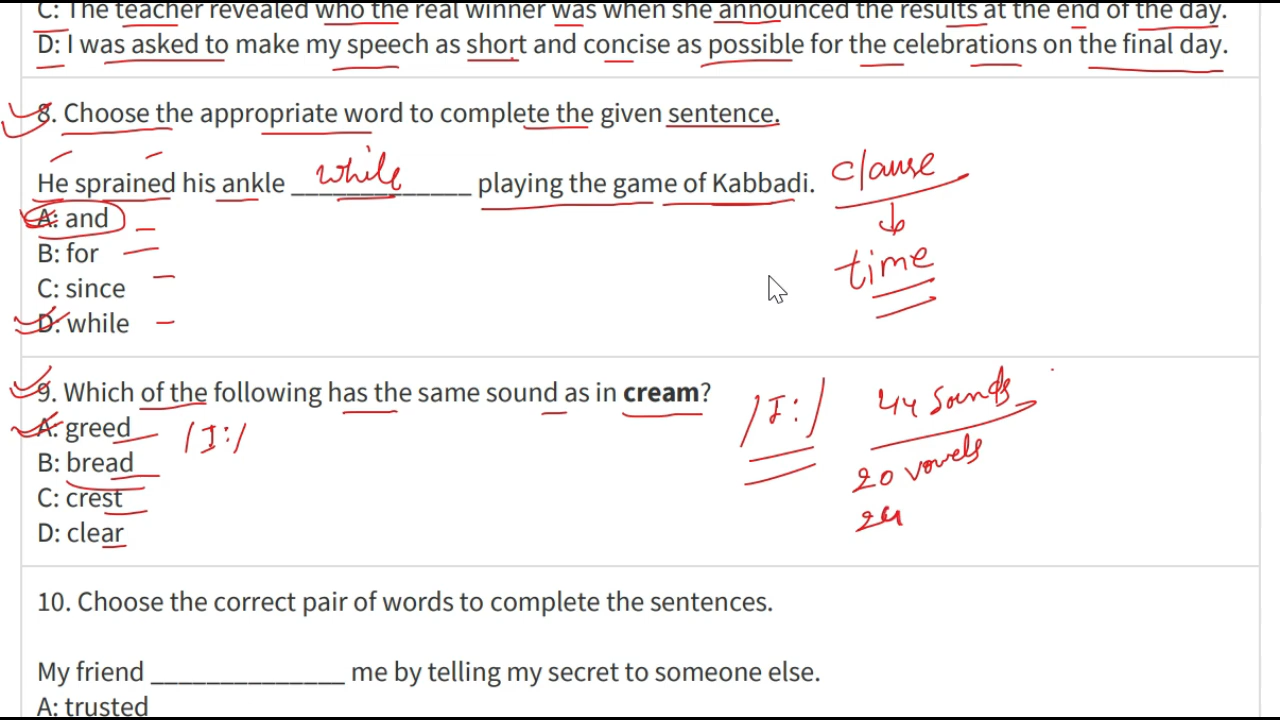 C: The teacher revealed who the real winner was when she announced the results at the end of the day.
D: I was asked to make my speech as short and concise as possible for the celebrations on the final day.
8. Choose the appropriate word to complete the given sentence.
He sprained his ankle ______________ playing the game of Kabbadi.
while
clause
A: and
B: for
time
C: since
D: while
9. Which of the following has the same sound as in cream?
/I:/
44 Sounds
A: greed
/I:/
B: bread
20 vowels
C: crest
24
D: clear
10. Choose the correct pair of words to complete the sentences.
My friend ______________ me by telling my secret to someone else.
A: trusted